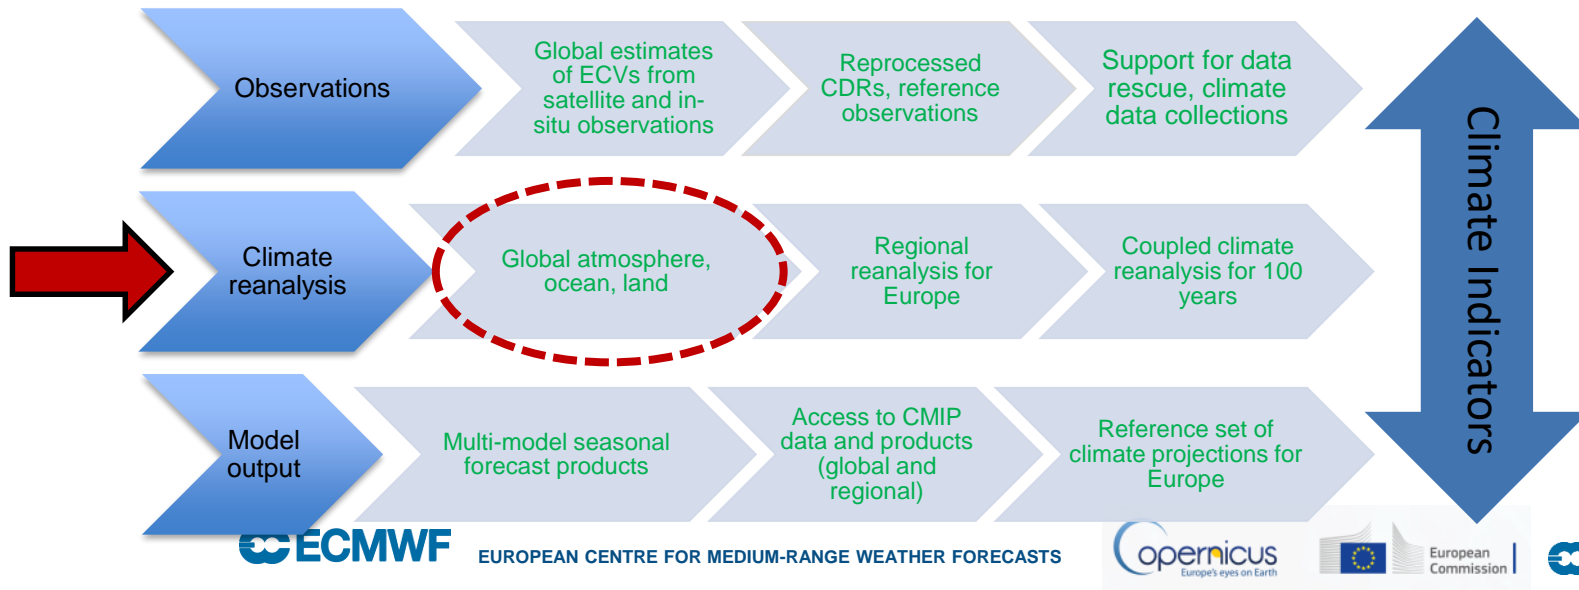 Observations
Global estimates
of ECVs from
satellite and in-
situ observations
Reprocessed
CDRs, reference
observations
Support for data
rescue, climate
data collections
Climate
reanalysis
Global atmosphere,
ocean, land
Regional
reanalysis for
Europe
Coupled climate
reanalysis for 100
years
Model
output
Multi-model seasonal
forecast products
Access to CMIP
data and products
(global and
regional)
Reference set of
climate projections for
Europe
Climate Indicators
ECMWF
EUROPEAN CENTRE FOR MEDIUM-RANGE WEATHER FORECASTS
Copernicus
Europe's eyes on Earth
European
Commission